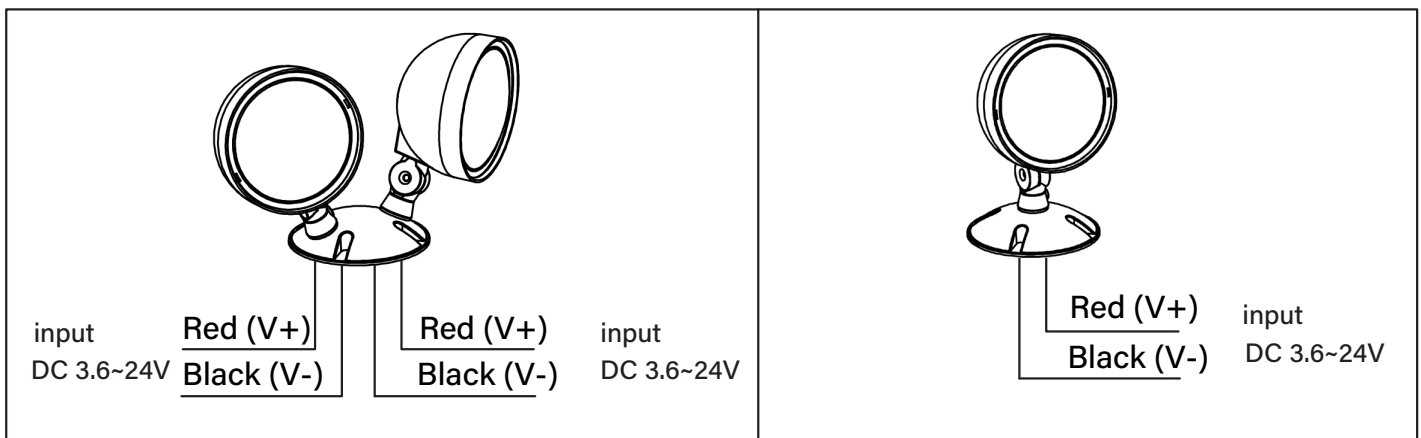 input
DC 3.6~24V
Red (V+)
Black (V-)
Red (V+)
Black (V-)
input
DC 3.6~24V
Red (V+)
Black (V-)
input
DC 3.6~24V